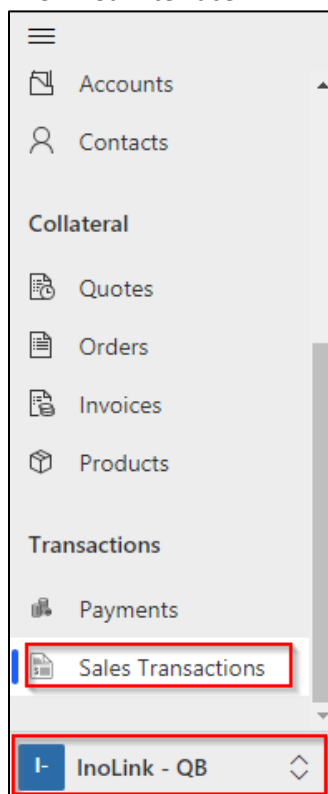 Accounts
Contacts
Collateral
Quotes
Orders
Invoices
Products
Transactions
Payments
Sales Transactions
I- InoLink - QB